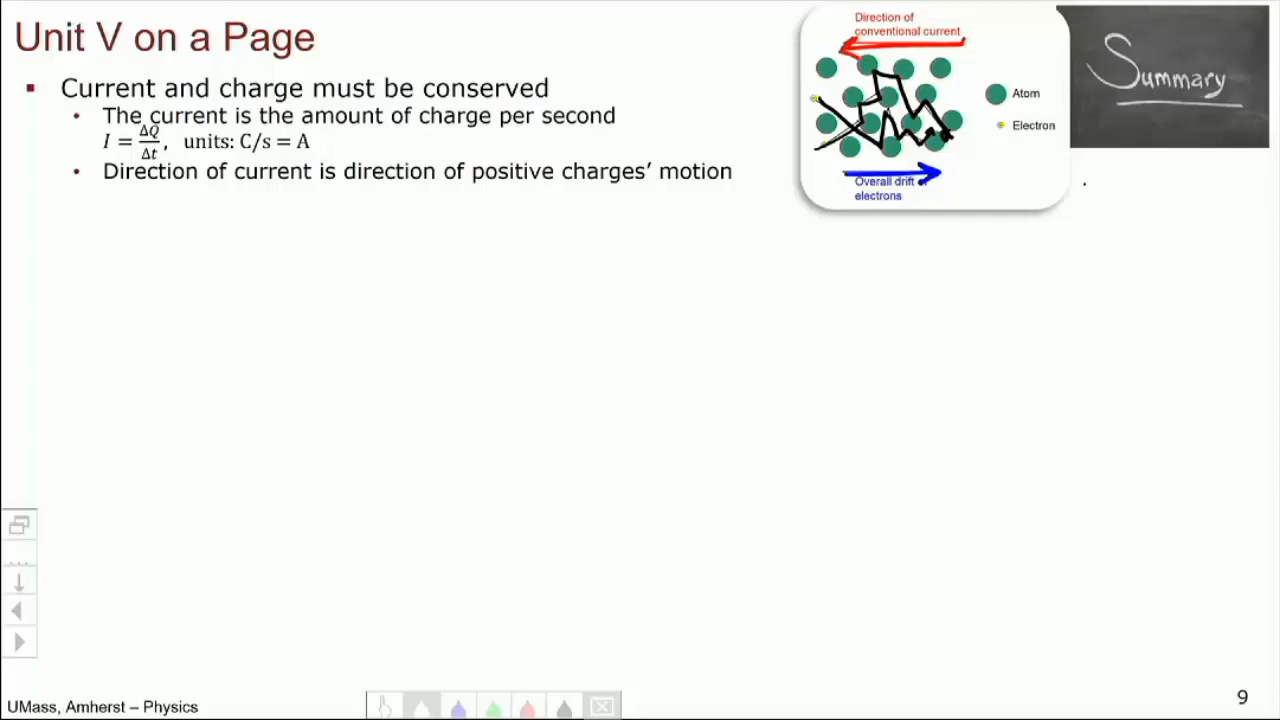 Unit V on a Page
▪ Current and charge must be conserved
• The current is the amount of charge per second
I = ΔQ/Δt, units: C/s = A
• Direction of current is direction of positive charges’ motion
Direction of
conventional current
Atom
Electron
Overall drift
electrons
Summary
UMass, Amherst – Physics
9